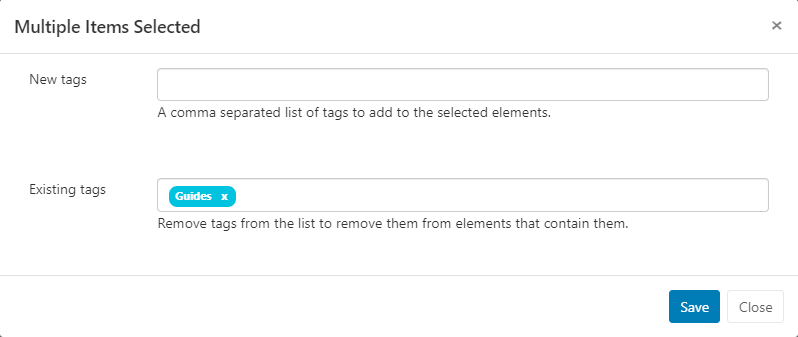 Multiple Items Selected ×
New tags
A comma separated list of tags to add to the selected elements.
Existing tags Guides x
Remove tags from the list to remove them from elements that contain them.
Save Close